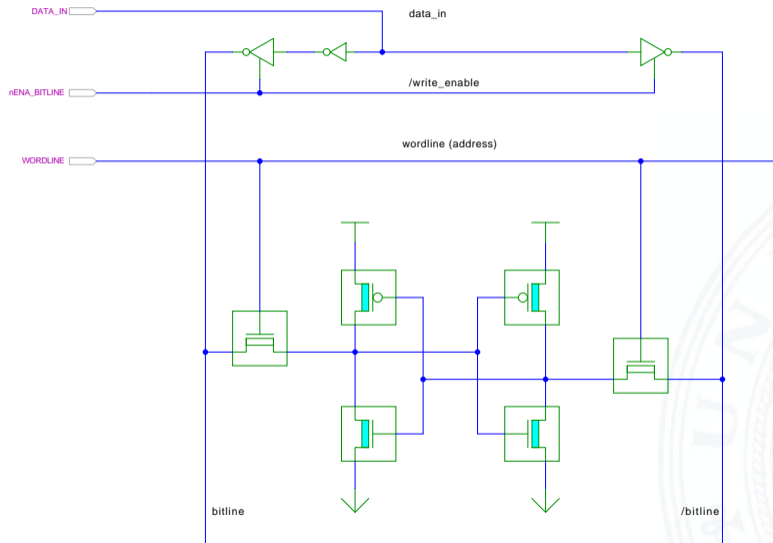 DATA_IN
data_in
nENA_BITLINE
/write_enable
wordline (address)
WORDLINE
bitline
/bitline
U N